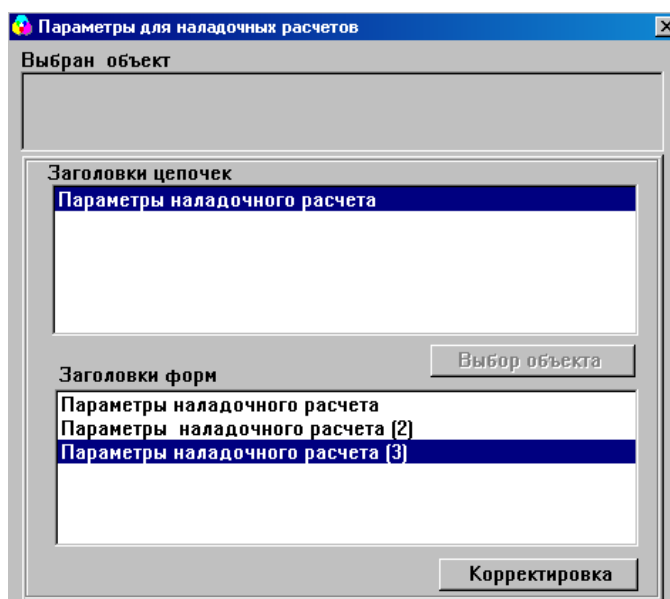 Параметры для наладочных расчетов
Выбран объект
Заголовки цепочек
Параметры наладочного расчета
Выбор объекта
Заголовки форм
Параметры наладочного расчета
Параметры наладочного расчета (2)
Параметры наладочного расчета (3)
Корректировка